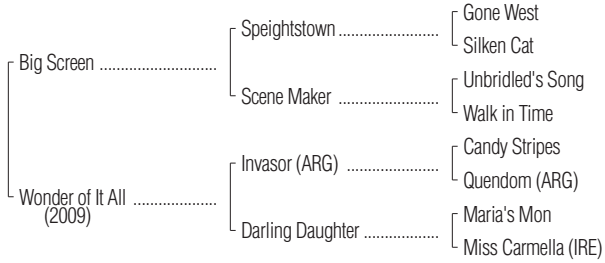 Gone West
Speightstown
Silken Cat
Big Screen
Unbridled's Song
Scene Maker
Walk in Time
Candy Stripes
Invasor (ARG)
Quendom (ARG)
Wonder of It All
(2009)
Maria's Mon
Darling Daughter
Miss Carmella (IRE)